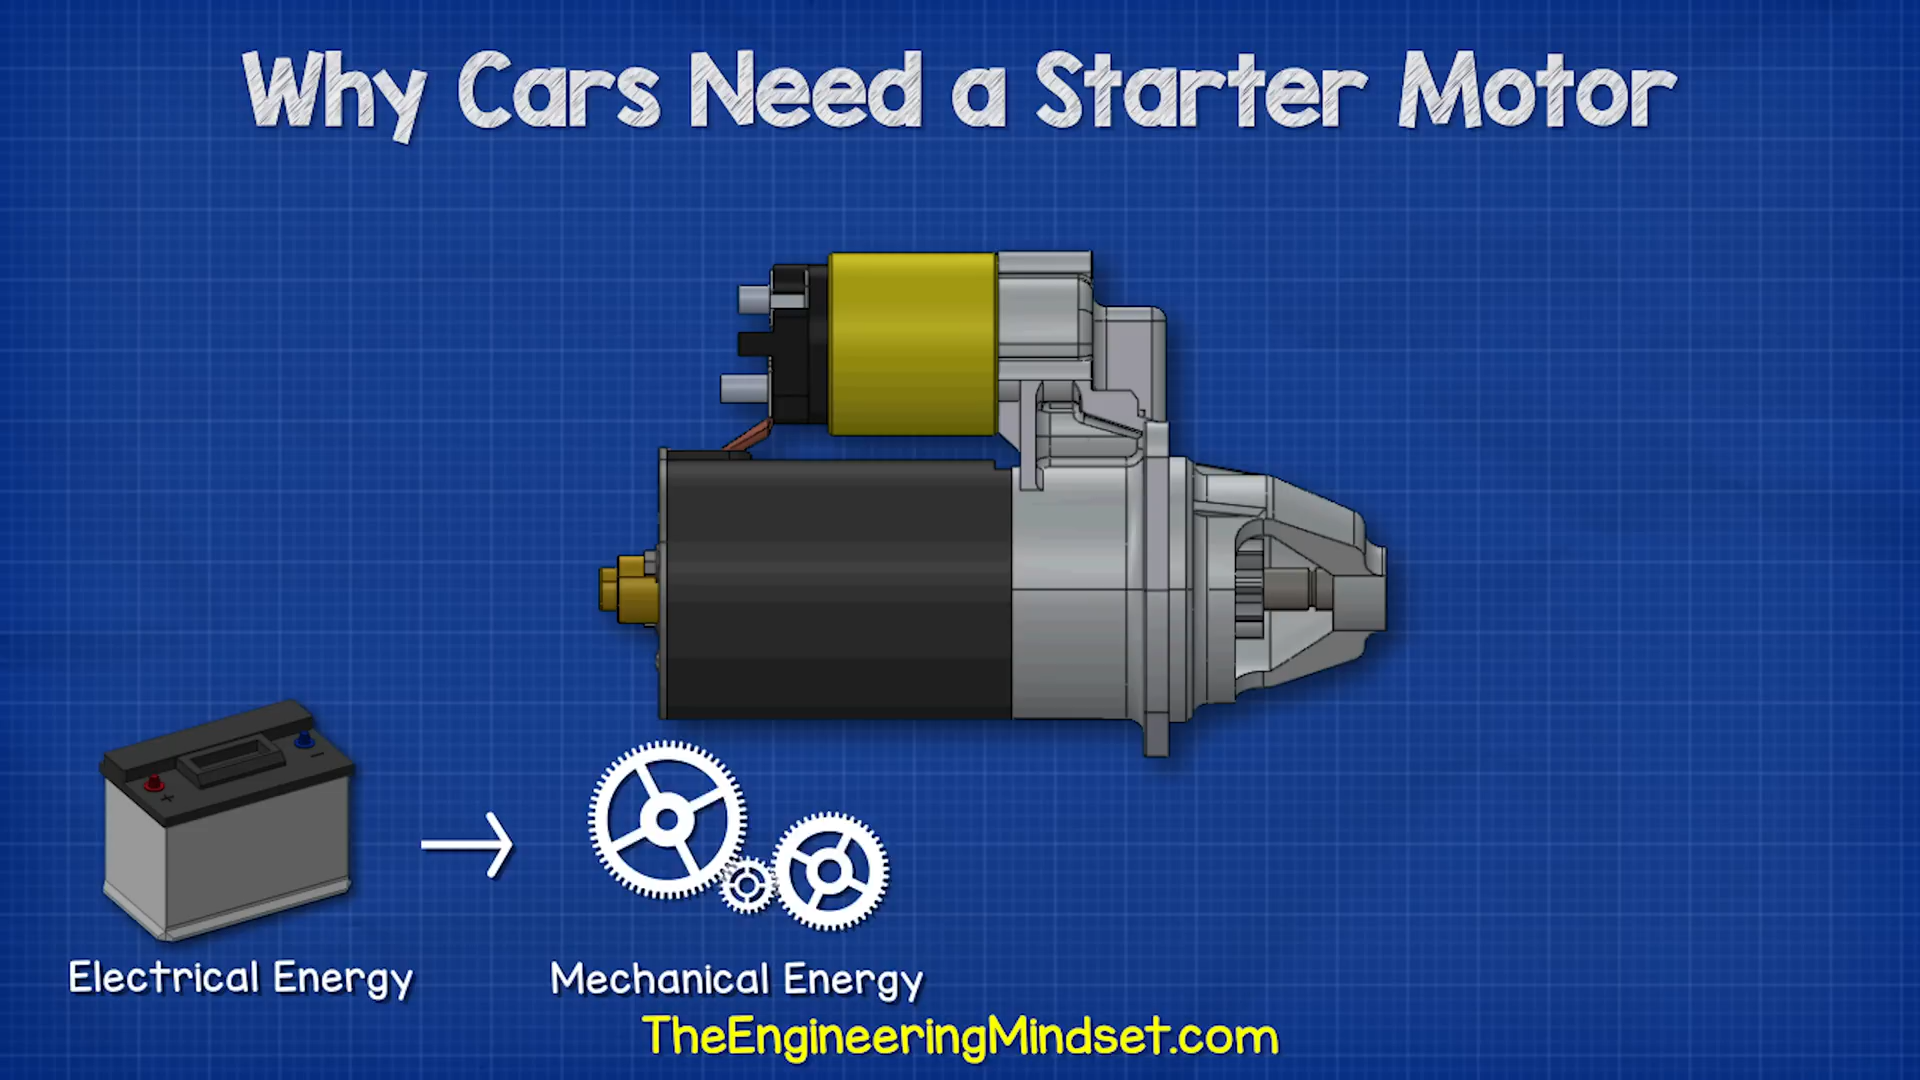 Why Cars Need a Starter Motor
+
−
Electrical Energy
Mechanical Energy
TheEngineeringMindset.com